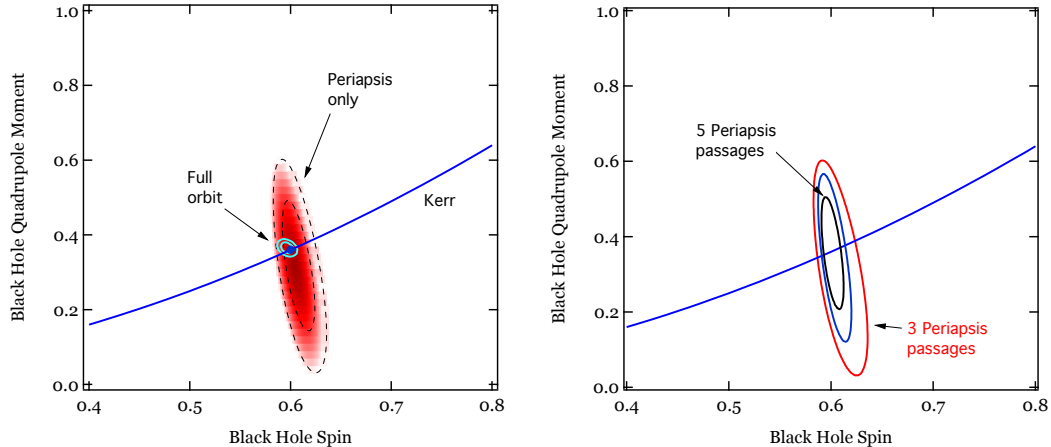 Black Hole Quadrupole Moment
1.0
0.8
0.6
0.4
0.2
0.0
Periapsis
only
Full
orbit
Kerr
0.4
0.5
0.6
0.7
0.8
Black Hole Spin
Black Hole Quadrupole Moment
1.0
0.8
0.6
0.4
0.2
0.0
5 Periapsis
passages
Kerr
3 Periapsis
passages
0.4
0.5
0.6
0.7
0.8
Black Hole Spin